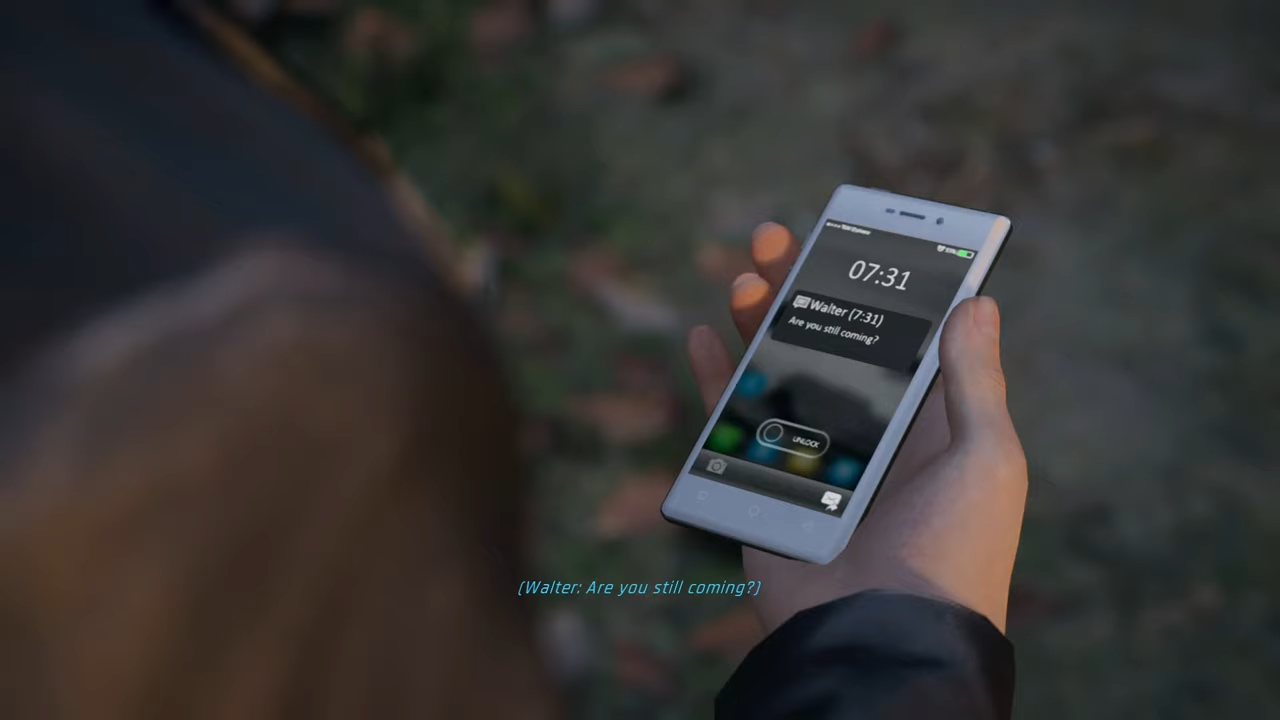 07:31
Walter (7:31)
Are you still coming?
UNLOCK
(Walter: Are you still coming?)